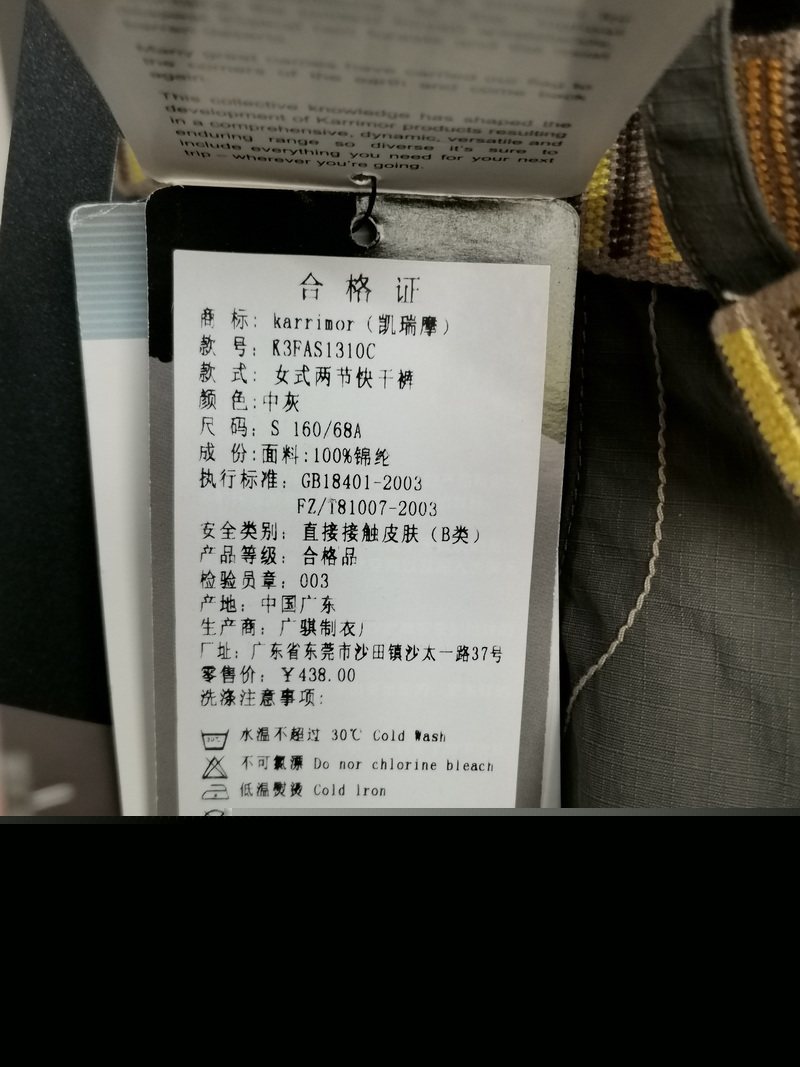 Many great names have carried our flag to
the corners of the earth and come back
again.
This collective knowledge has shaped the
development of Karrimor products resulting
in a comprehensive, dynamic, versatile and
enduring range so diverse it's sure to
include everything you need for your next
trip – wherever you're going.
合格证
商 标: karrimor（凯瑞摩）
款 号: K3FAS1310C
款 式: 女式两节快干裤
颜 色:中灰
尺 码: S 160/68A
成 份:面料:100%锦纶
执行标准: GB18401-2003
FZ/T81007-2003
安全类别: 直接接触皮肤（B类）
产品等级: 合格品
检验员章: 003
产地: 中国广东
生产商: 广骐制衣厂
厂址: 广东省东莞市沙田镇沙太一路37号
零售价: ￥438.00
洗涤注意事项:
30℃ 水温不超过 30℃ Cold Wash
不可氯漂 Do nor chlorine bleach
低温熨烫 Cold Iron